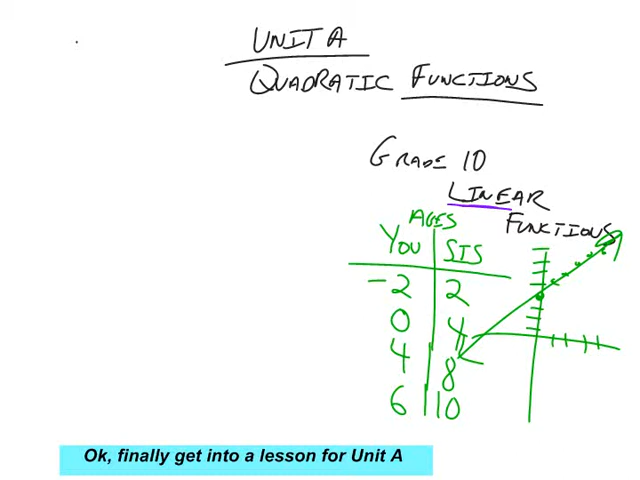 UNIT A
QUADRATIC FUNCTIONS
GRADE 10
LINEAR
FUNCTIONS
AGES
YOU SIS
-2 2
0 4
4 8
6 10
Ok, finally get into a lesson for Unit A